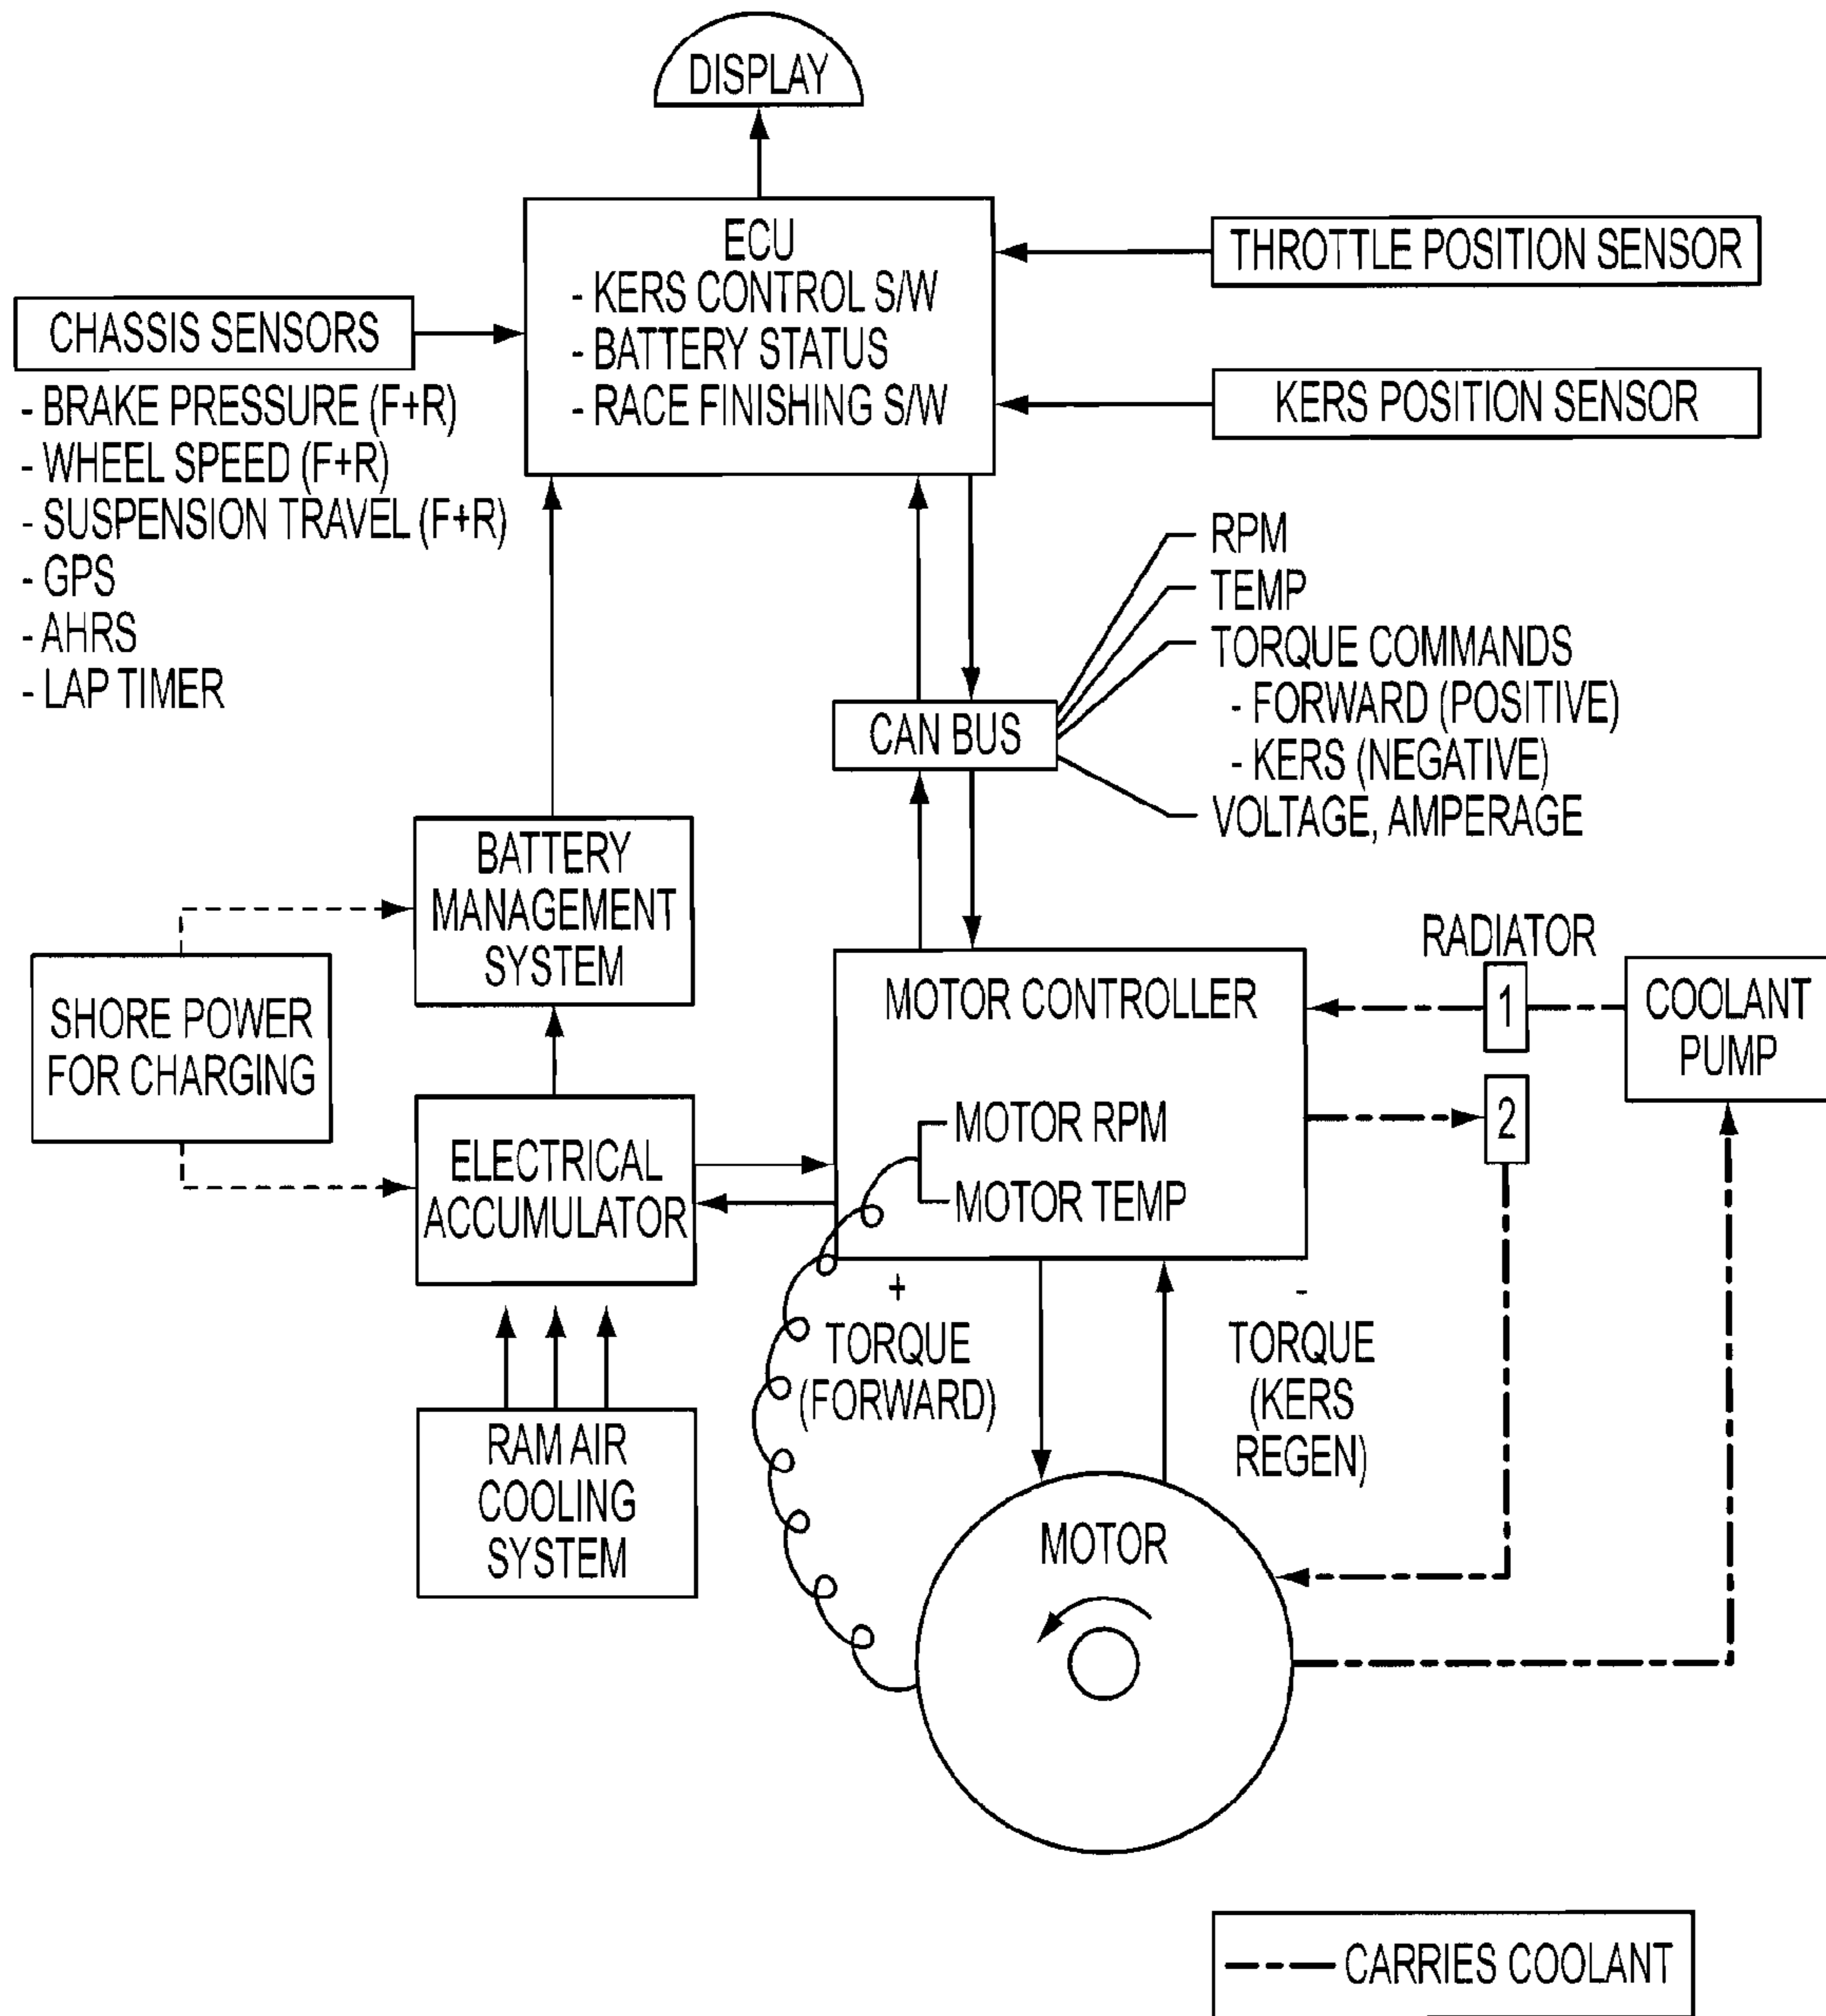 DISPLAY
ECU
- KERS CONTROL S/W
- BATTERY STATUS
- RACE FINISHING S/W
THROTTLE POSITION SENSOR
KERS POSITION SENSOR
CHASSIS SENSORS
- BRAKE PRESSURE (F+R)
- WHEEL SPEED (F+R)
- SUSPENSION TRAVEL (F+R)
- GPS
- AHRS
- LAP TIMER
RPM
TEMP
TORQUE COMMANDS
- FORWARD (POSITIVE)
- KERS (NEGATIVE)
VOLTAGE, AMPERAGE
CAN BUS
BATTERY
MANAGEMENT
SYSTEM
SHORE POWER
FOR CHARGING
ELECTRICAL
ACCUMULATOR
RAM AIR
COOLING
SYSTEM
MOTOR CONTROLLER
MOTOR RPM
MOTOR TEMP
RADIATOR
1
2
COOLANT
PUMP
+
TORQUE
(FORWARD)
-
TORQUE
(KERS
REGEN)
MOTOR
CARRIES COOLANT